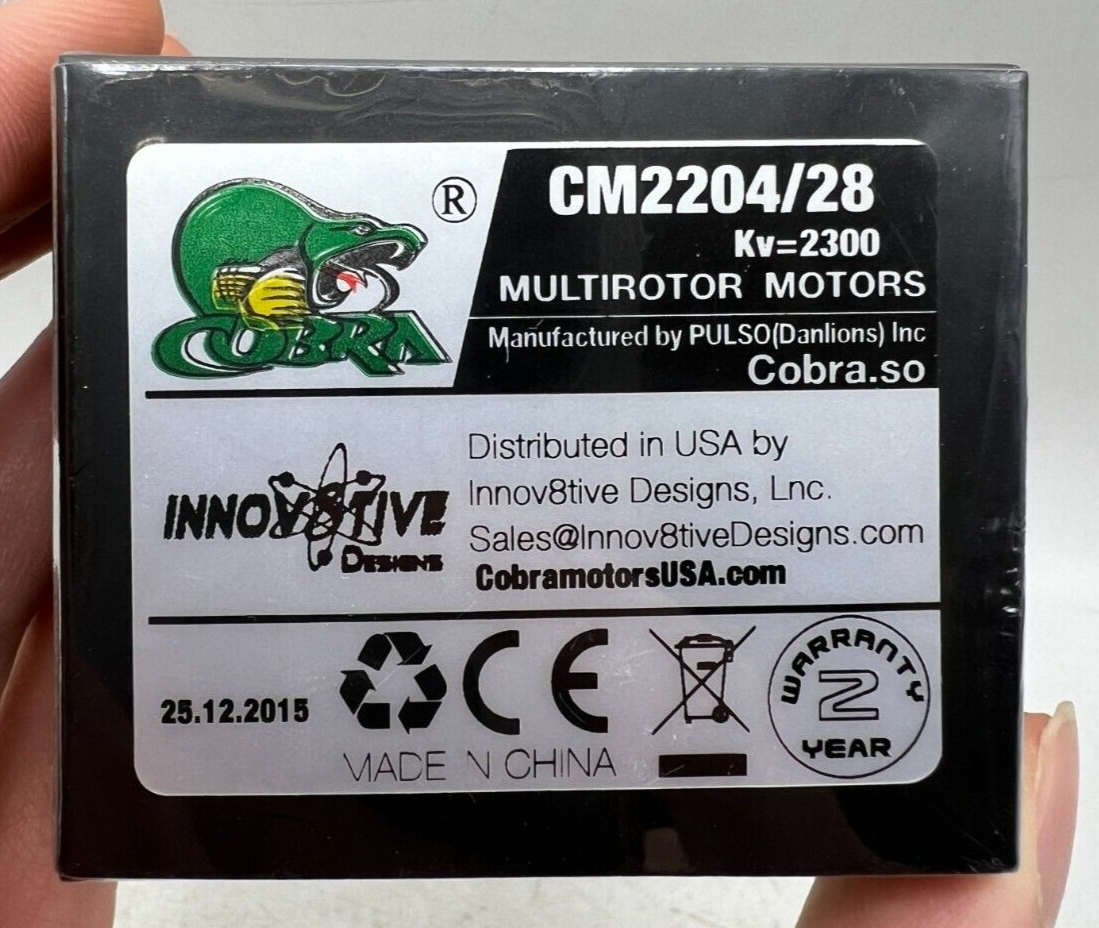 ®
CM2204/28
Kv=2300
MULTIROTOR MOTORS
Manufactured by PULSO(Danlions) Inc
Cobra.so
COBRA
INNOV8TIVE
DESIGNS
Distributed in USA by
Innov8tive Designs, Lnc.
Sales@Innov8tiveDesigns.com
CobramotorsUSA.com
25.12.2015
CE
MADE IN CHINA
WARRANTY
2
YEAR